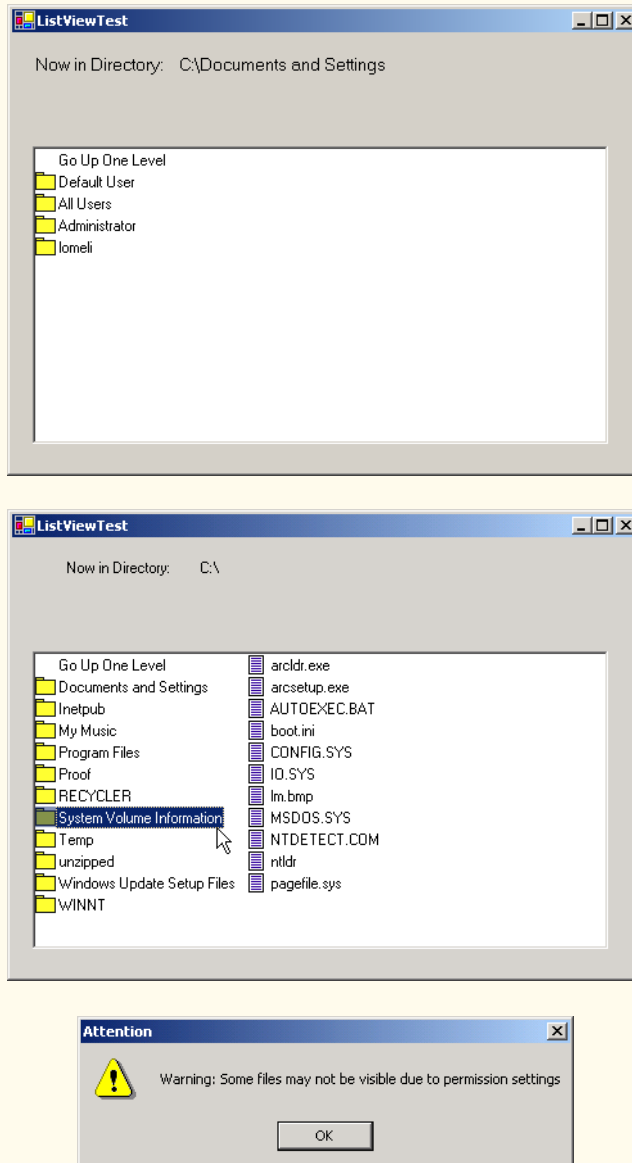 ListViewTest
Now in Directory: C:\Documents and Settings
Go Up One Level
Default User
All Users
Administrator
lomeli
ListViewTest
Now in Directory: C:\
Go Up One Level
Documents and Settings
Inetpub
My Music
Program Files
Proof
RECYCLER
System Volume Information
Temp
unzipped
Windows Update Setup Files
WINNT
arcldr.exe
arcsetup.exe
AUTOEXEC.BAT
boot.ini
CONFIG.SYS
IO.SYS
lm.bmp
MSDOS.SYS
NTDETECT.COM
ntldr
pagefile.sys
Attention
Warning: Some files may not be visible due to permission settings
OK